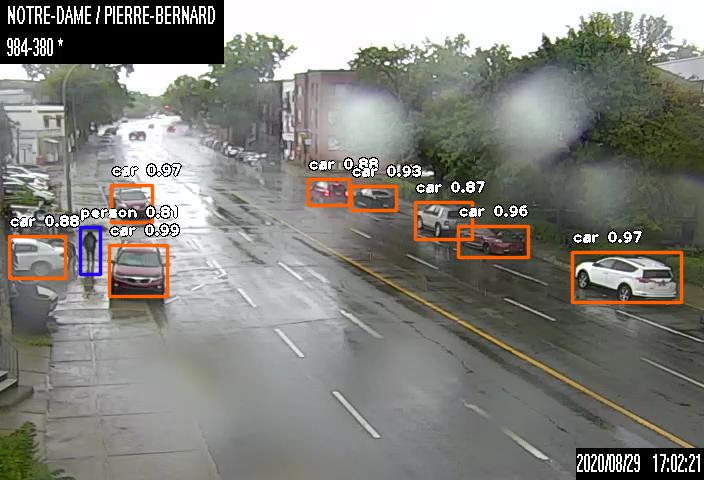 NOTRE-DAME / PIERRE-BERNARD
984-380 *
car 0.88
car 0.97
car 0.93
car 0.87
person 0.81
car 0.88
car 0.96
car 0.99
car 0.97
2020/08/29 17:02:21